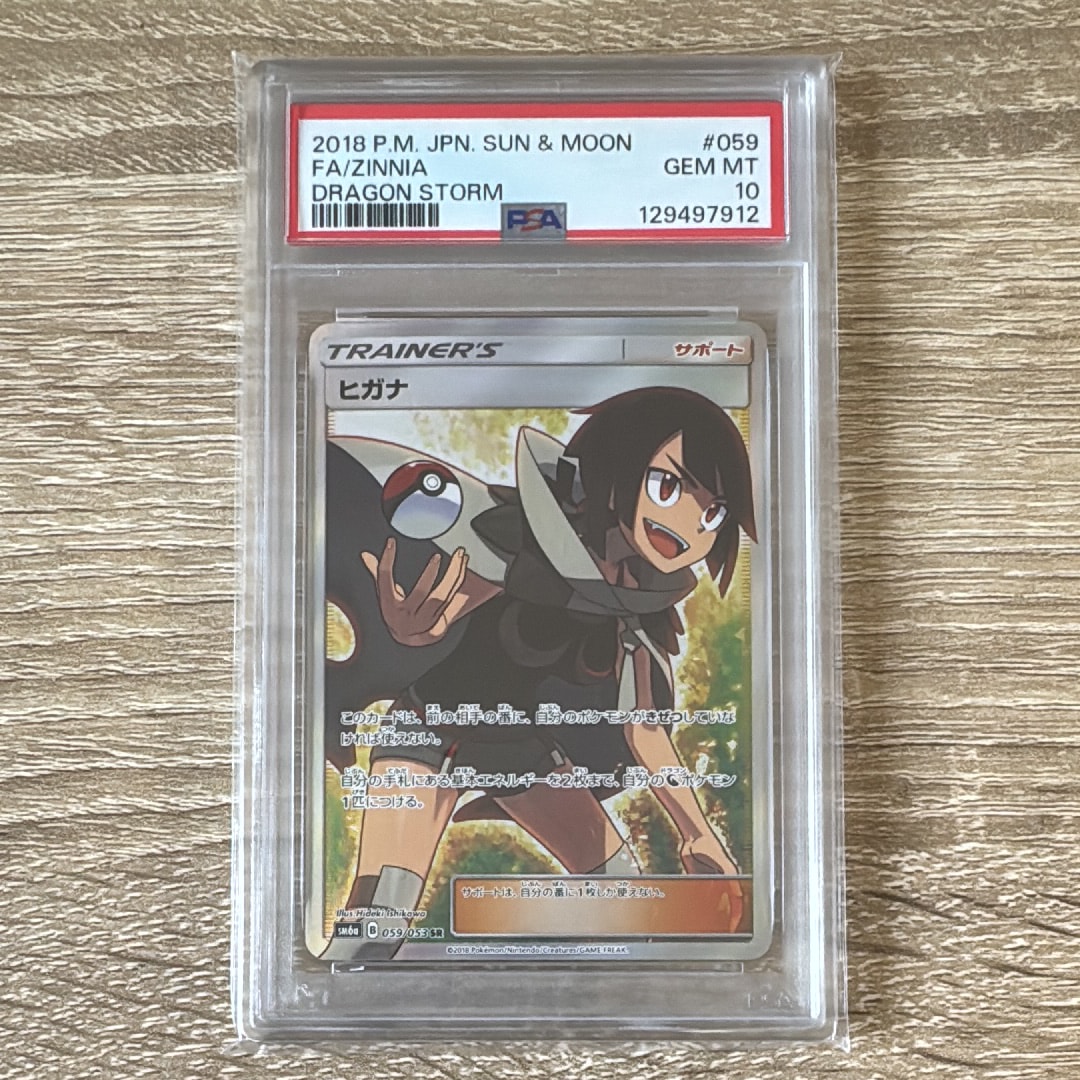 2018 P.M. JPN. SUN & MOON #059
FA/ZINNIA GEM MT
DRAGON STORM 10
PSA 129497912
TRAINER'S サポート
ヒガナ
このカードは、前の相手の番に、自分のポケモンがきぜつしていな
ければ使えない。
自分の手札にある基本エネルギーを2枚まで、自分のポケモン
1匹につける。
サポートは、自分の番に1枚しか使えない。
Illus. Hideki Ishikawa
SM6a B 059/053 SR
©2018 Pokémon/Nintendo/Creatures/GAME FREAK.